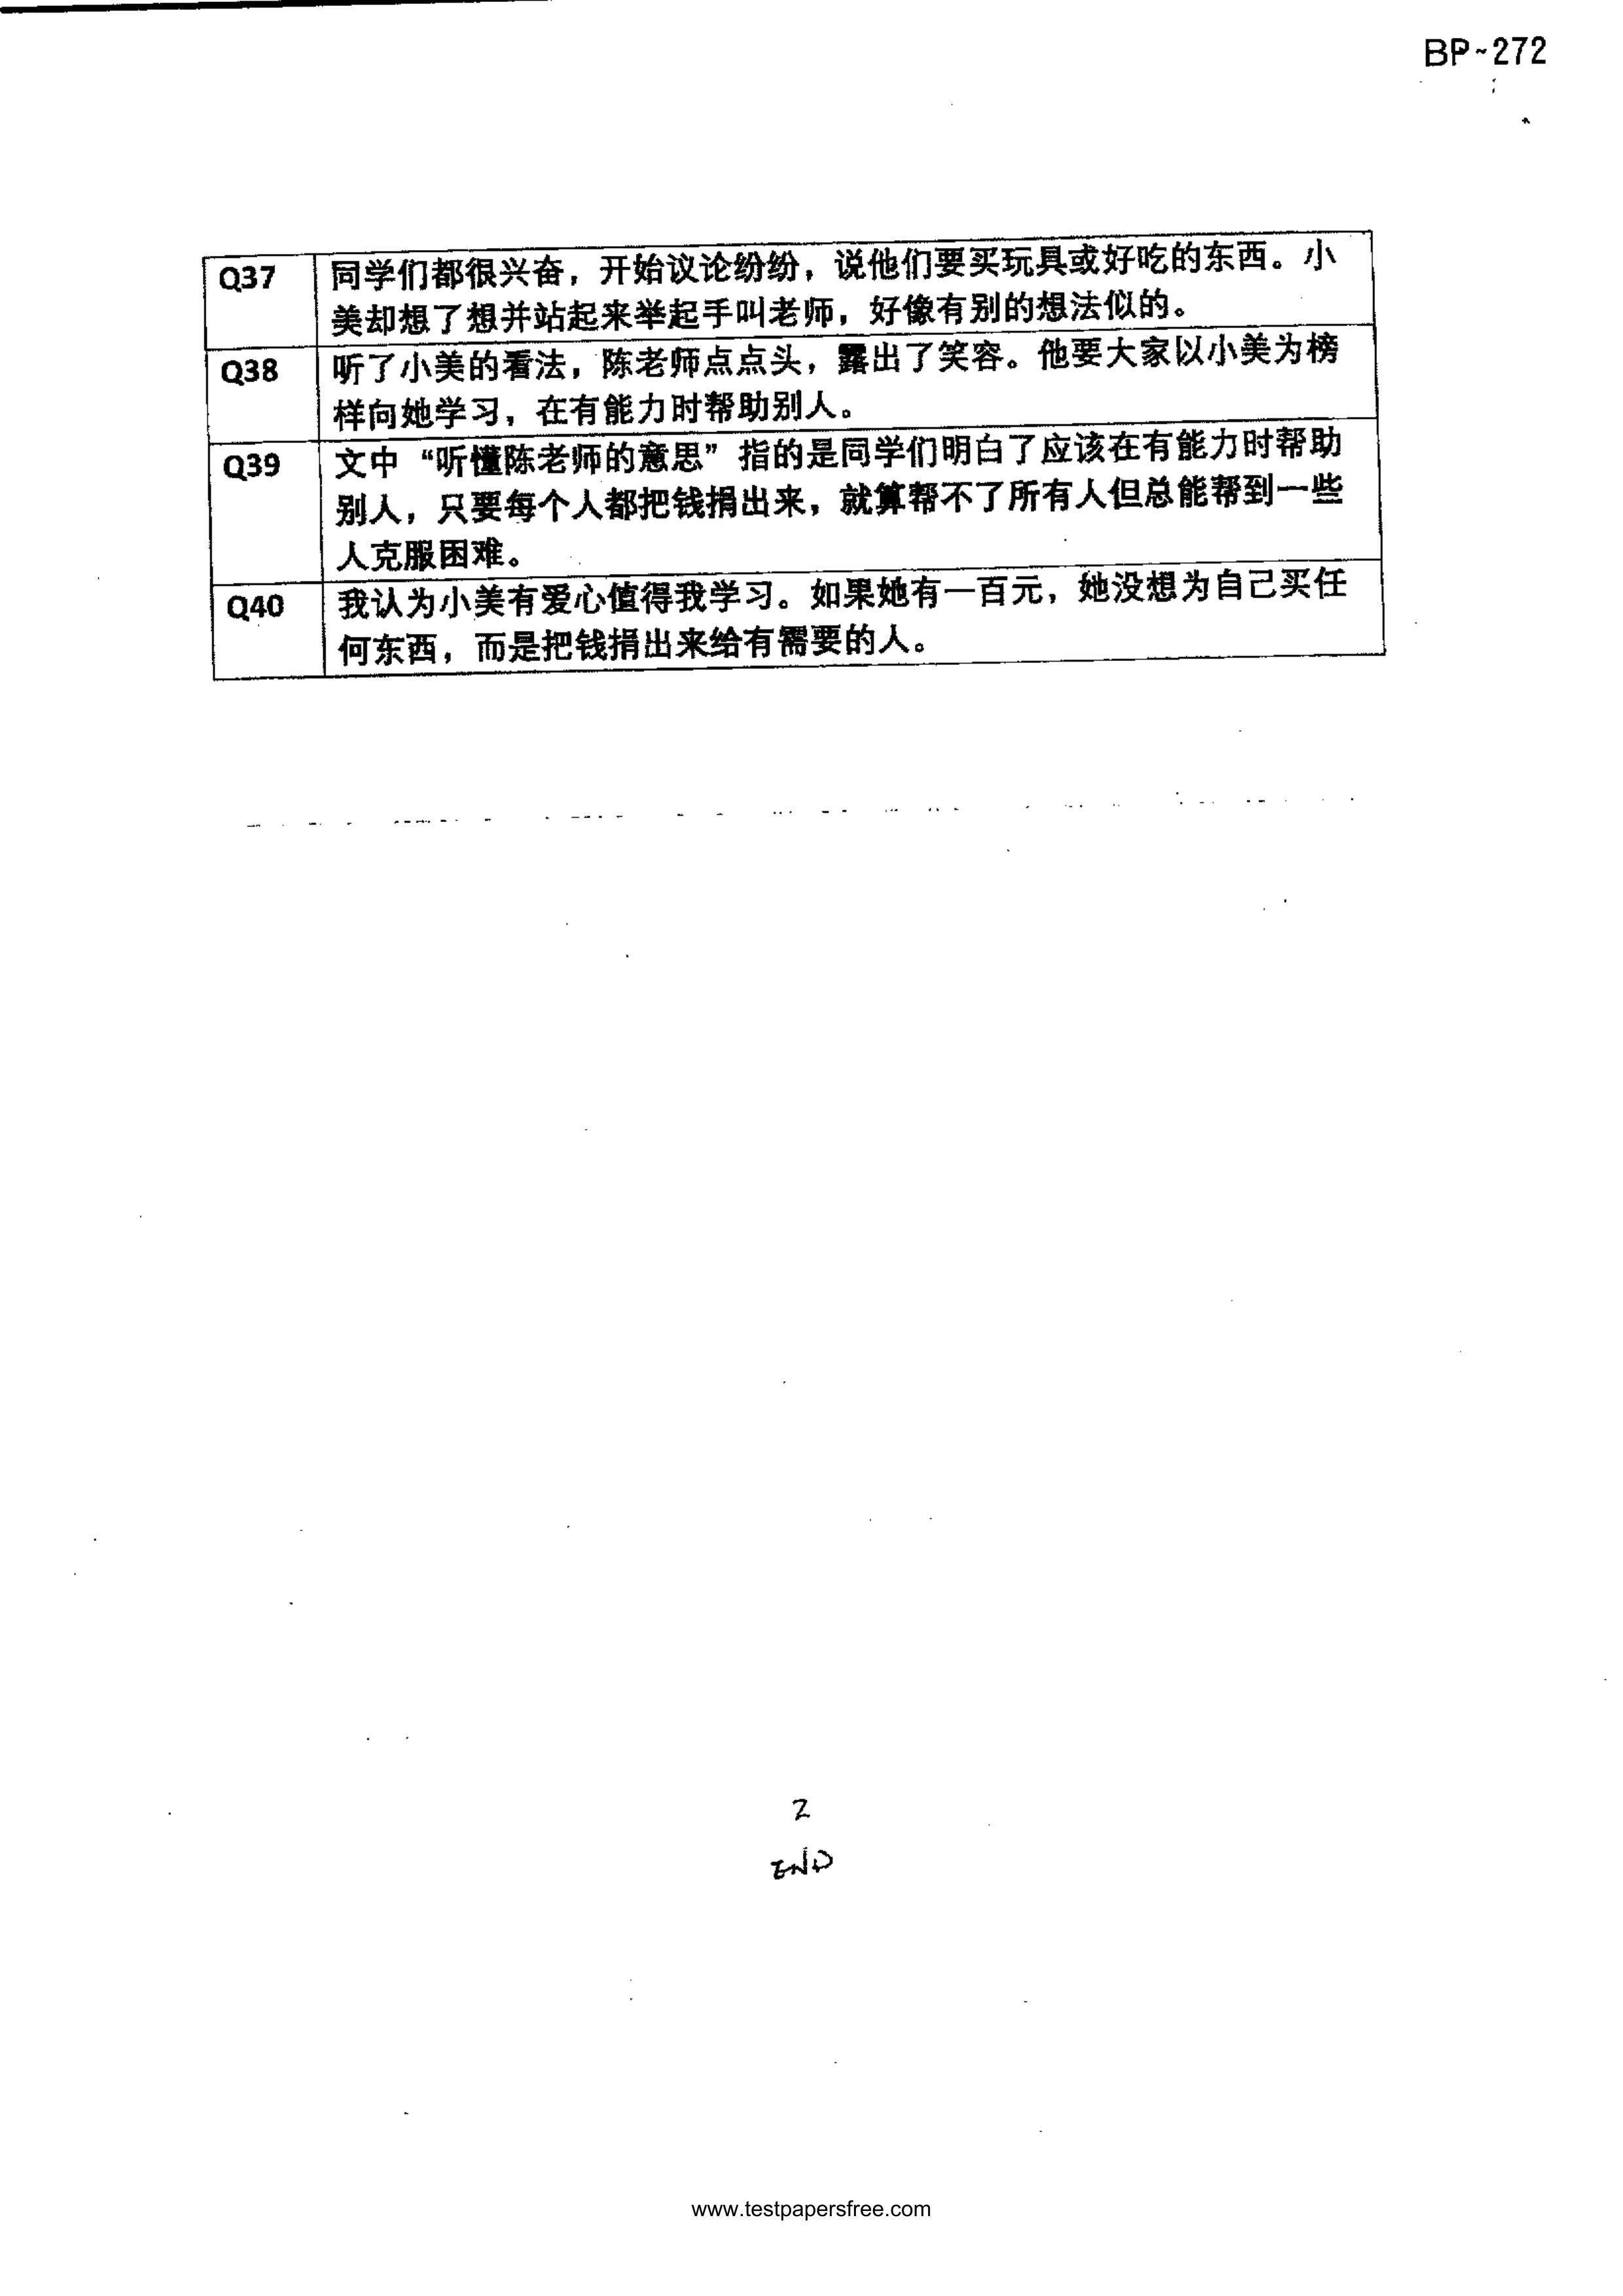 BP~272
Q37 同学们都很兴奋，开始议论纷纷，说他们要买玩具或好吃的东西。小
美却想了想并站起来举起手叫老师，好像有别的想法似的。
Q38 听了小美的看法，陈老师点点头，露出了笑容。他要大家以小美为榜
样向她学习，在有能力时帮助别人。
Q39 文中“听懂陈老师的意思”指的是同学们明白了应该在有能力时帮助
别人，只要每个人都把钱捐出来，就算帮不了所有人但总能帮到一些
人克服困难。
Q40 我认为小美有爱心值得我学习。如果她有一百元，她没想为自己买任
何东西，而是把钱捐出来给有需要的人。
2
END
www.testpapersfree.com